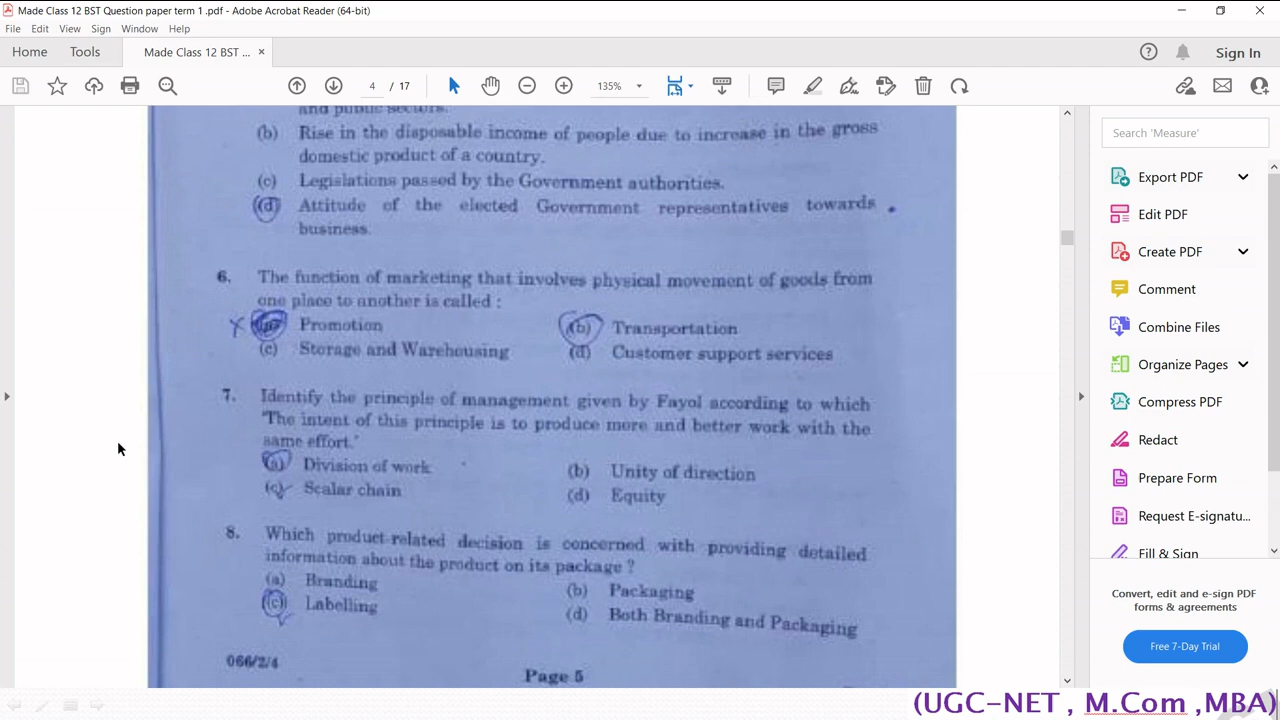 Made Class 12 BST Question paper term 1 .pdf - Adobe Acrobat Reader (64-bit)
File Edit View Sign Window Help
Home Tools Made Class 12 BST ... × Sign In
4 / 17 135%
and public sectors.
(b) Rise in the disposable income of people due to increase in the gross
domestic product of a country.
(c) Legislations passed by the Government authorities.
(d) Attitude of the elected Government representatives towards
business.
6. The function of marketing that involves physical movement of goods from
one place to another is called :
(a) Promotion (b) Transportation
(c) Storage and Warehousing (d) Customer support services
7. Identify the principle of management given by Fayol according to which
'The intent of this principle is to produce more and better work with the
same effort.'
(a) Division of work (b) Unity of direction
(c) Scalar chain (d) Equity
8. Which product-related decision is concerned with providing detailed
information about the product on its package ?
(a) Branding (b) Packaging
(c) Labelling (d) Both Branding and Packaging
066/2/4
Page 5
Search 'Measure'
Export PDF
Edit PDF
Create PDF
Comment
Combine Files
Organize Pages
Compress PDF
Redact
Prepare Form
Request E-signatu...
Fill & Sign
Convert, edit and e-sign PDF
forms & agreements
Free 7-Day Trial
(UGC-NET , M.Com ,MBA)